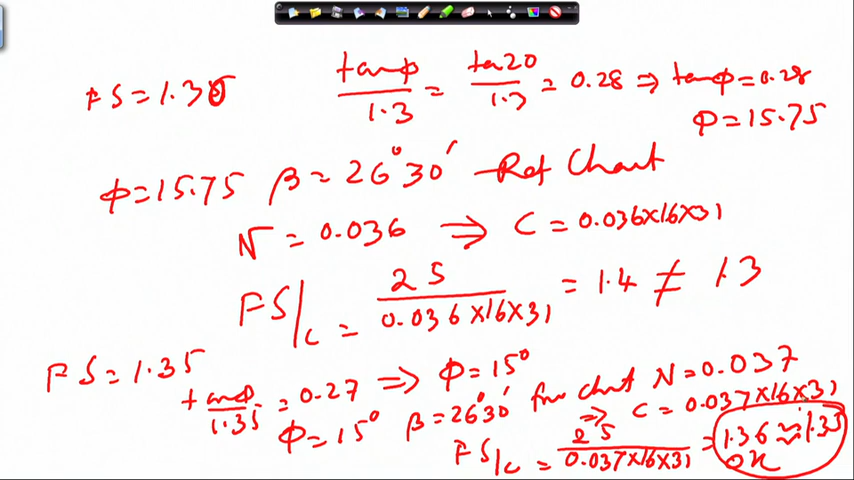 FS = 1.30 tanφ/1.3 = tan20/1.3 = 0.28 ⇒ tanφ = 0.28
φ = 15.75
φ = 15.75 β = 26°30′ Ref Chart
N = 0.036 ⇒ C = 0.036×16×31
FS/c = 25/0.036×16×31 = 1.4 ≠ 1.3
FS = 1.35
tanφ/1.35 = 0.27 ⇒ φ = 15°
φ = 15° β = 26°30′ from chart N = 0.037
⇒ C = 0.037×16×31
FS/c = 25/0.037×16×31 = 1.36 ≈ 1.35
OK